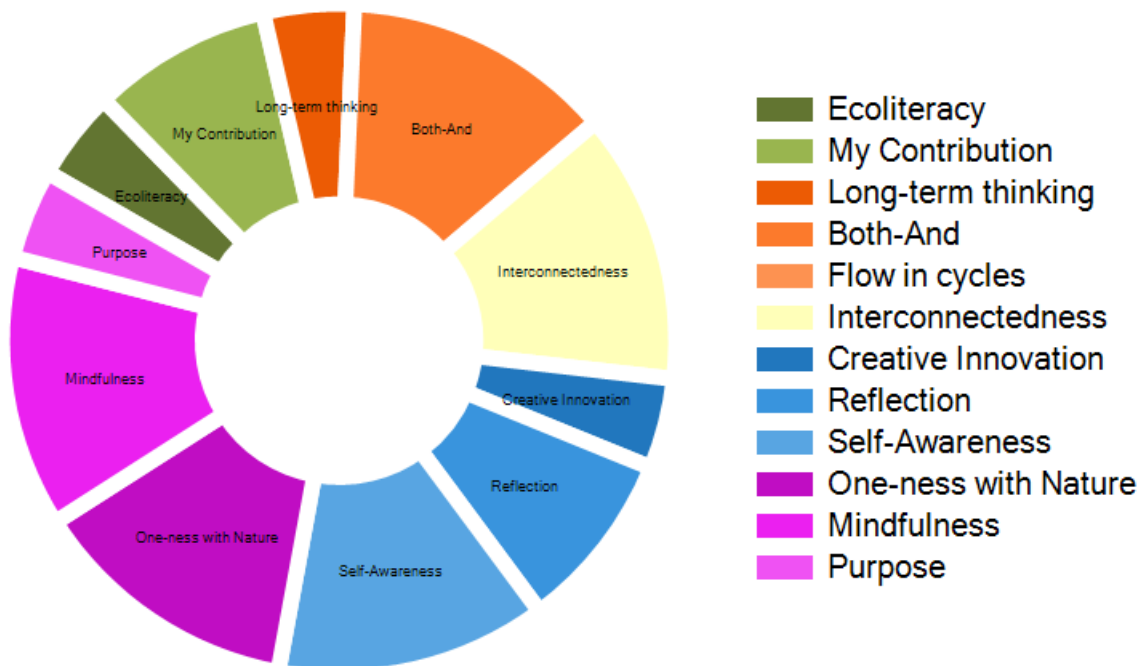 Long-term thinking
Both-And
My Contribution
Ecoliteracy
Purpose
Interconnectedness
Mindfulness
Creative Innovation
Reflection
One-ness with Nature
Self-Awareness
Ecoliteracy
My Contribution
Long-term thinking
Both-And
Flow in cycles
Interconnectedness
Creative Innovation
Reflection
Self-Awareness
One-ness with Nature
Mindfulness
Purpose